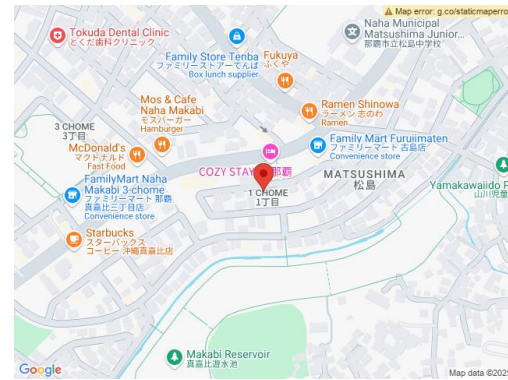 Map error: g.co/staticmaperro
Tokuda Dental Clinic
とくだ歯科クリニック
Family Store Tenba
ファミリーストアーてんば
Box lunch supplier
Fukuya
ふくや
Naha Municipal
Matsushima Junior...
那覇市立松島中学校
Mos & Cafe
Naha Makabi
モスバーガー
Hamburger
Ramen Shinowa
ラーメン 志のわ
Ramen
3 CHOME
3丁目
McDonald's
マクドナルド
Fast Food
Family Mart Furujimaten
ファミリーマート 古島店
Convenience store
COZY STAY
那覇
1 CHOME
1丁目
MATSUSHIMA
松島
FamilyMart Naha
Makabi 3-chome
ファミリーマート 那覇
真嘉比三丁目店
Convenience store
Yamakawaiido P
山川児童
Starbucks
スターバックス
コーヒー 沖縄真嘉比店
Makabi Reservoir
真嘉比遊水池
Google
Map data ©2025